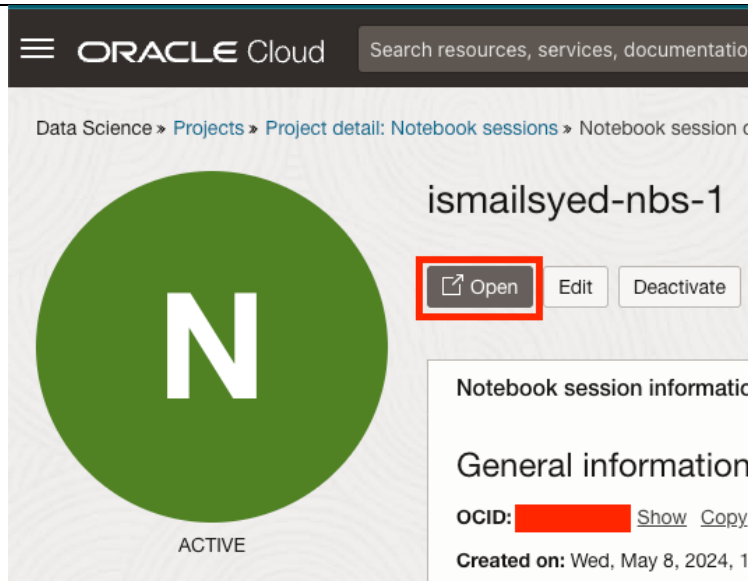 ORACLE Cloud
Search resources, services, documentatio
Data Science » Projects » Project detail: Notebook sessions » Notebook session
ismailsyed-nbs-1
Open Edit Deactivate
N
Notebook session informatio
General information
OCID: Show Copy
ACTIVE
Created on: Wed, May 8, 2024, 1